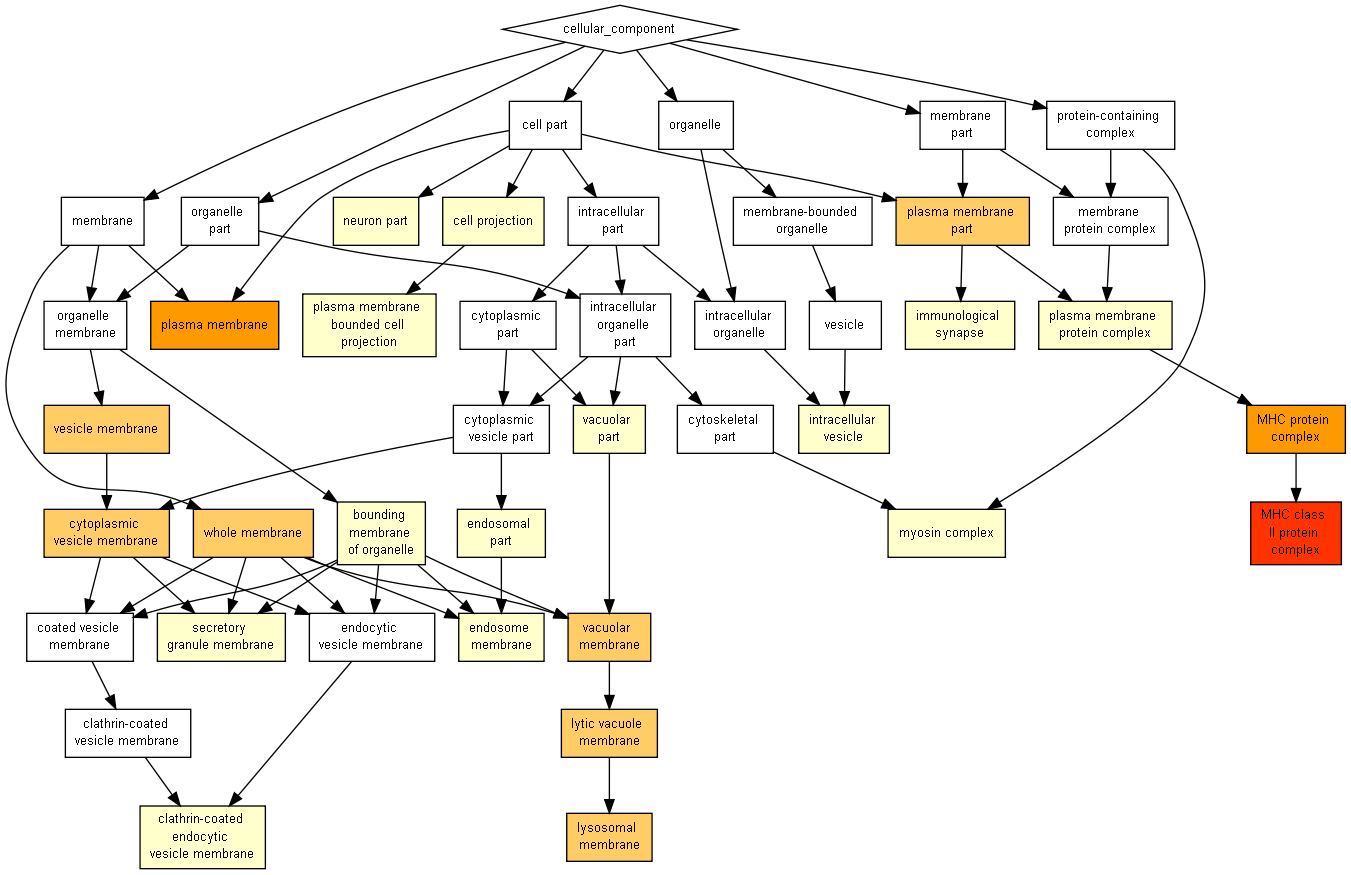 cellular_component
cell part
organelle
membrane
part
protein-containing
complex
membrane
organelle
part
neuron part
cell projection
intracellular
part
membrane-bounded
organelle
plasma membrane
part
membrane
protein complex
organelle
membrane
plasma membrane
plasma membrane
bounded cell
projection
cytoplasmic
part
intracellular
organelle
part
intracellular
organelle
vesicle
immunological
synapse
plasma membrane
protein complex
vesicle membrane
cytoplasmic
vesicle part
vacuolar
part
cytoskeletal
part
intracellular
vesicle
MHC protein
complex
cytoplasmic
vesicle membrane
whole membrane
bounding
membrane
of organelle
endosomal
part
myosin complex
MHC class
II protein
complex
coated vesicle
membrane
secretory
granule membrane
endocytic
vesicle membrane
endosome
membrane
vacuolar
membrane
clathrin-coated
vesicle membrane
lytic vacuole
membrane
clathrin-coated
endocytic
vesicle membrane
lysosomal
membrane